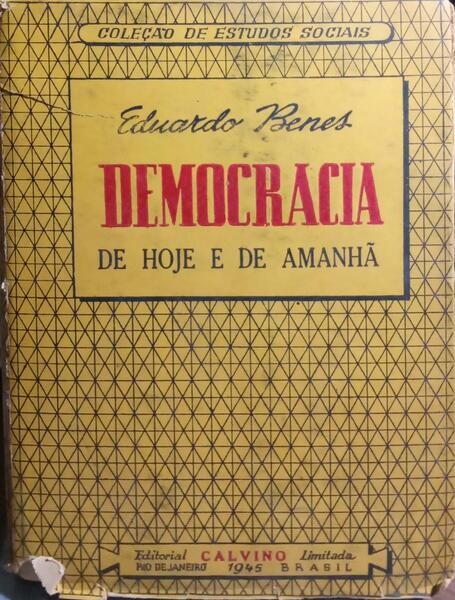 COLEÇÃO DE ESTUDOS SOCIAIS
Eduardo Benes
DEMOCRACIA
DE HOJE E DE AMANHÃ
Editorial CALVINO Limitada
RIO DE JANEIRO 1945 BRASIL